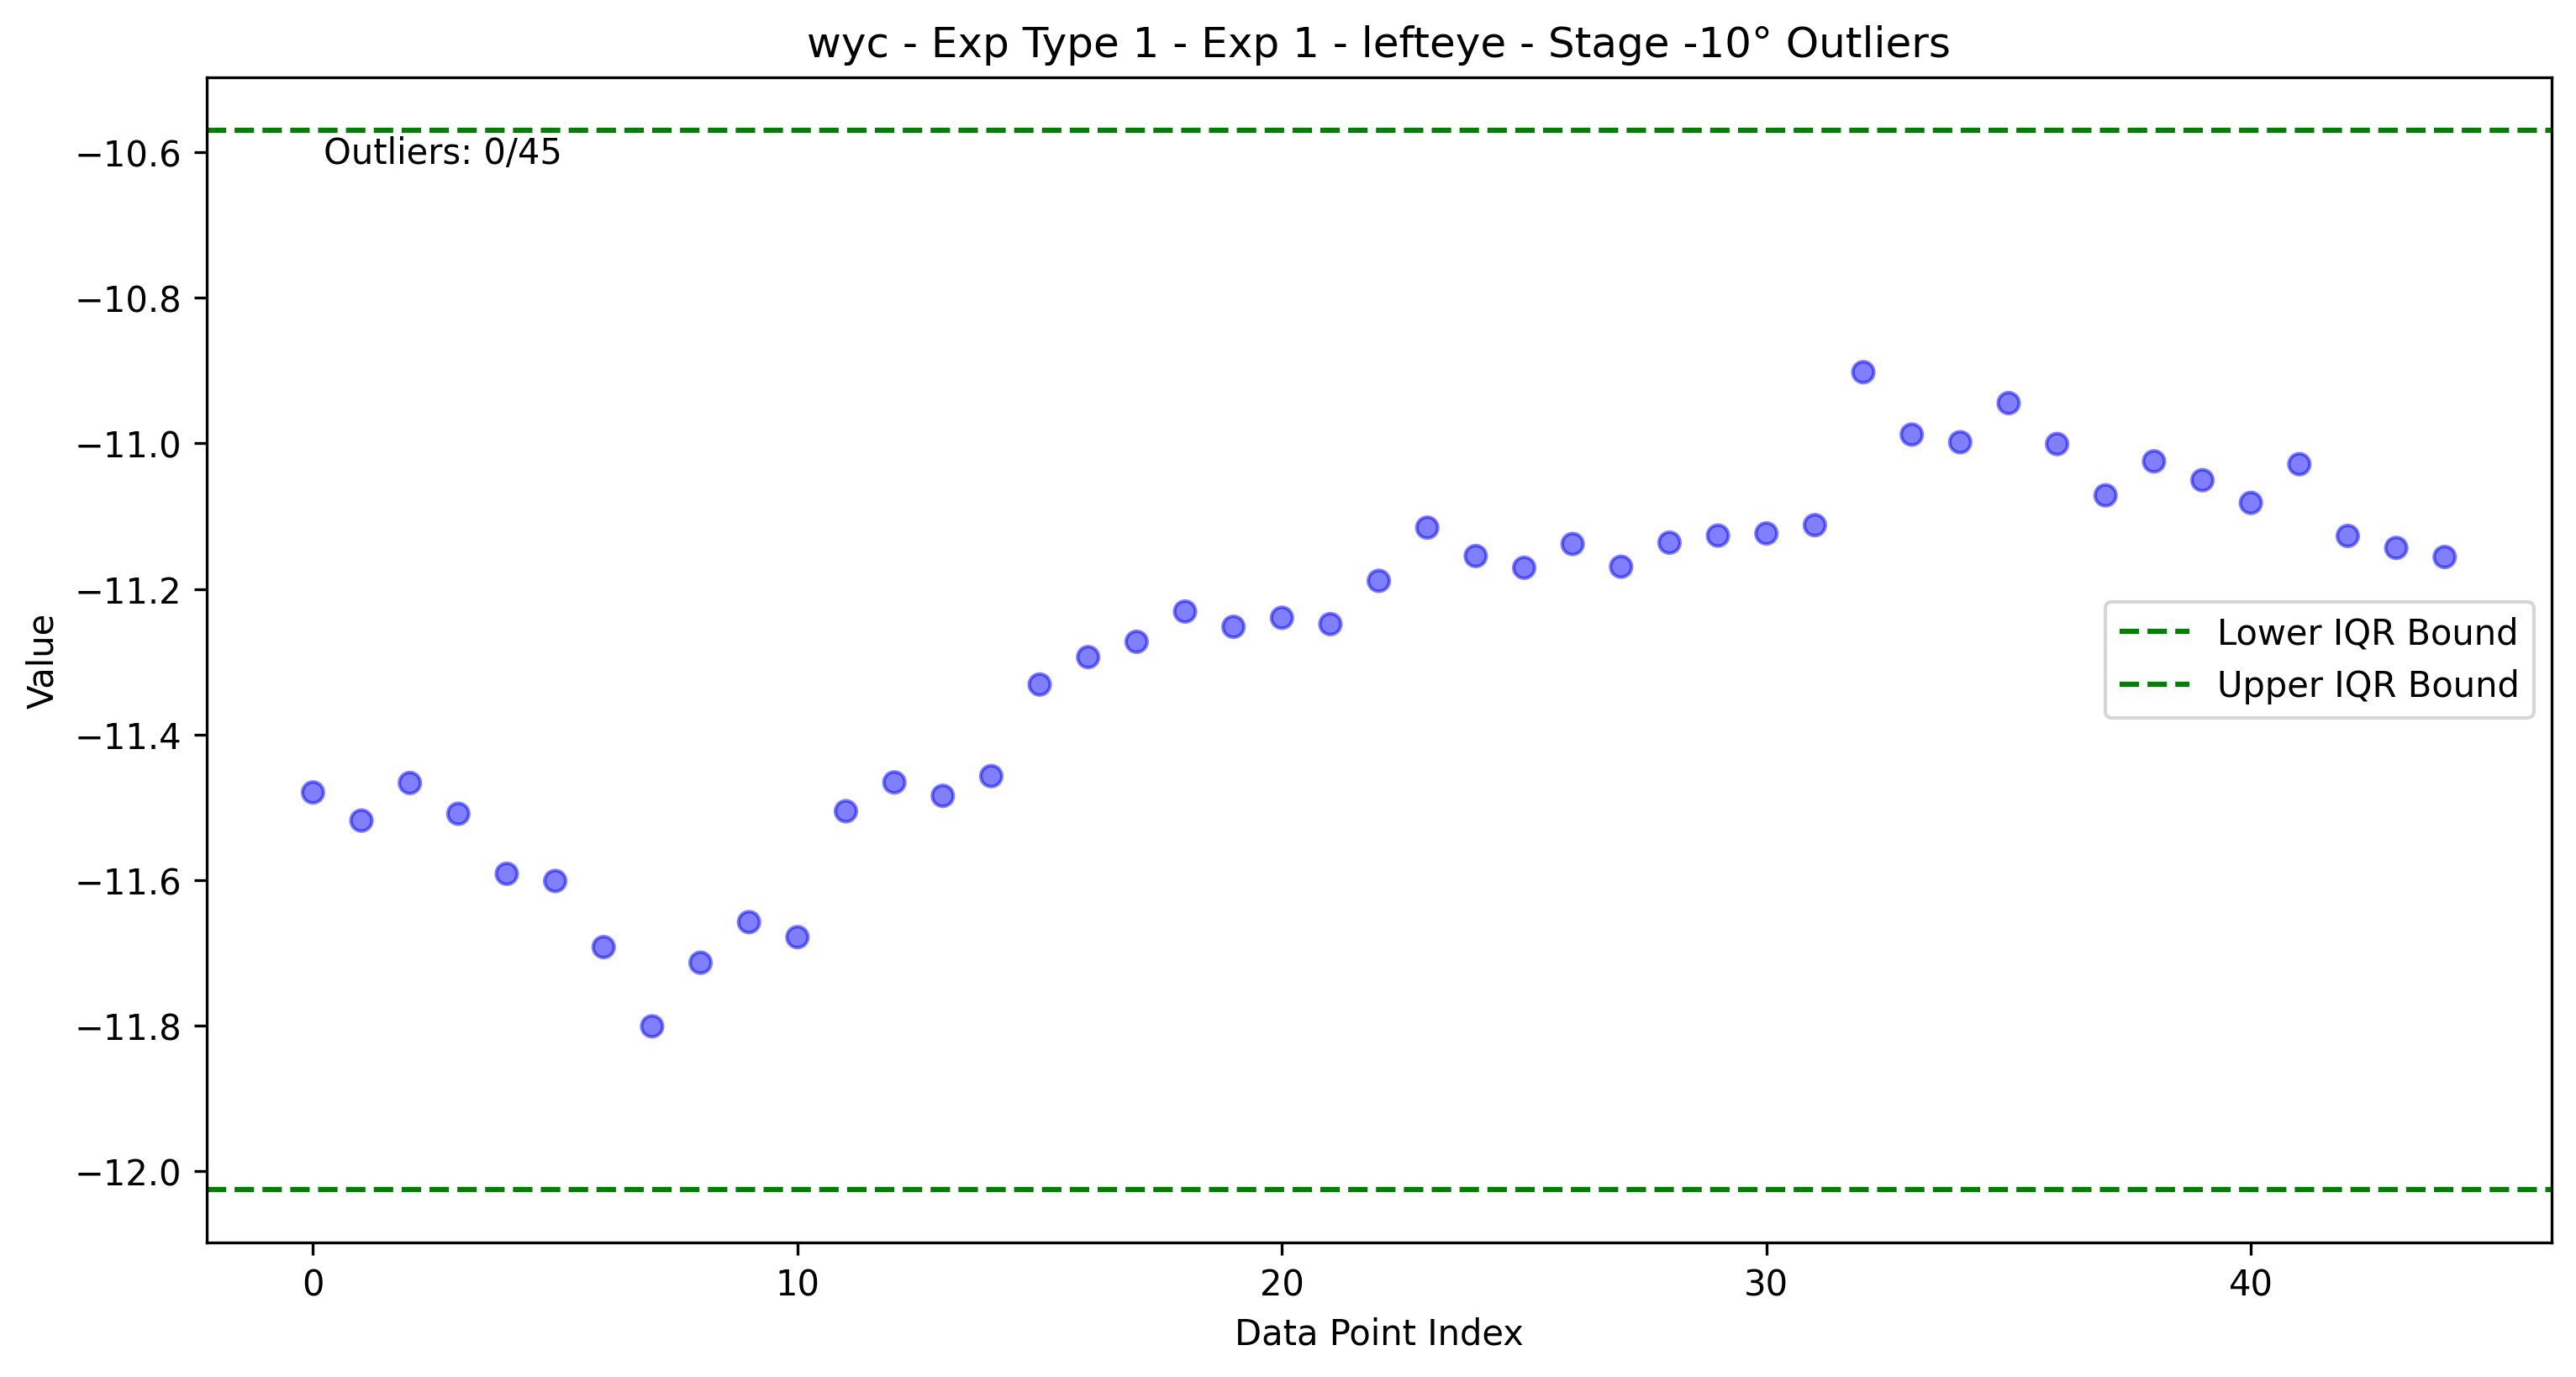 wyc - Exp Type 1 - Exp 1 - lefteye - Stage -10° Outliers
Outliers: 0/45
−10.6
−10.8
−11.0
−11.2
−11.4
−11.6
−11.8
−12.0
Value
Lower IQR Bound
Upper IQR Bound
0 10 20 30 40
Data Point Index